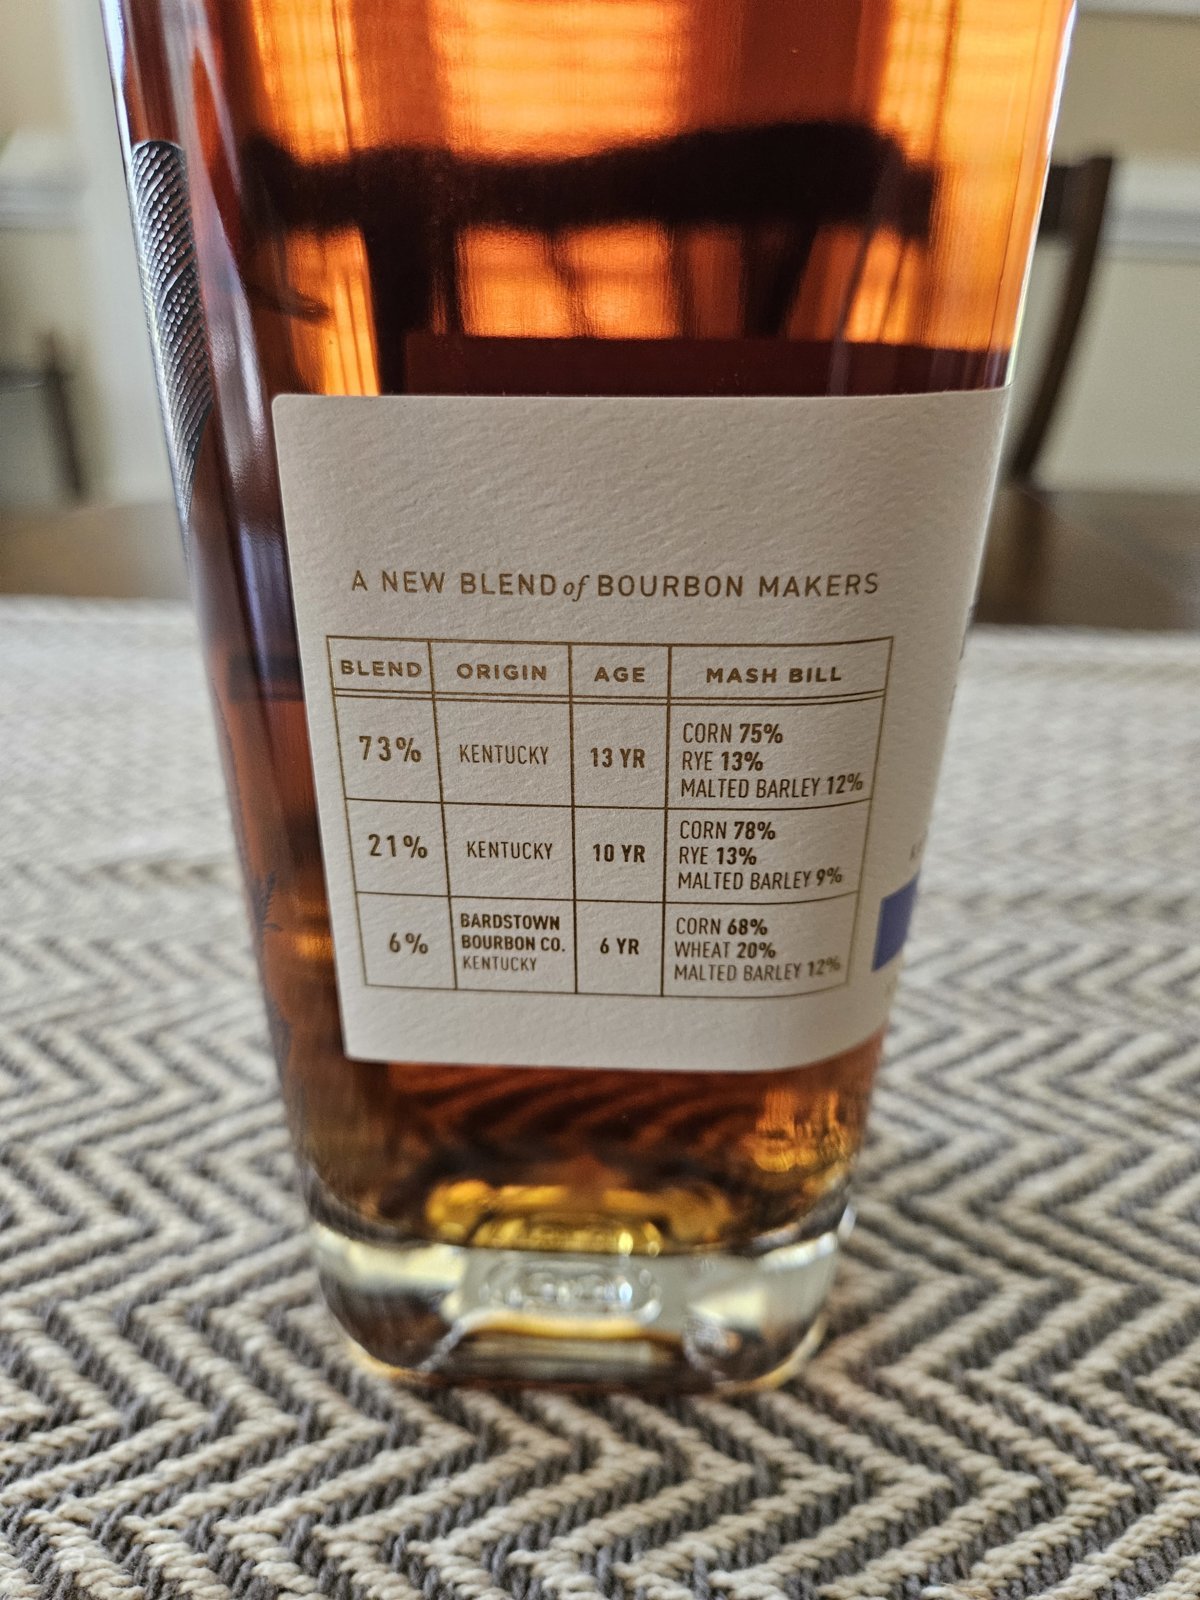 A NEW BLEND of BOURBON MAKERS
BLEND ORIGIN AGE MASH BILL
73% KENTUCKY 13 YR CORN 75%
RYE 13%
MALTED BARLEY 12%
21% KENTUCKY 10 YR CORN 78%
RYE 13%
MALTED BARLEY 9%
6% BARDSTOWN BOURBON CO. KENTUCKY 6 YR CORN 68%
WHEAT 20%
MALTED BARLEY 12%